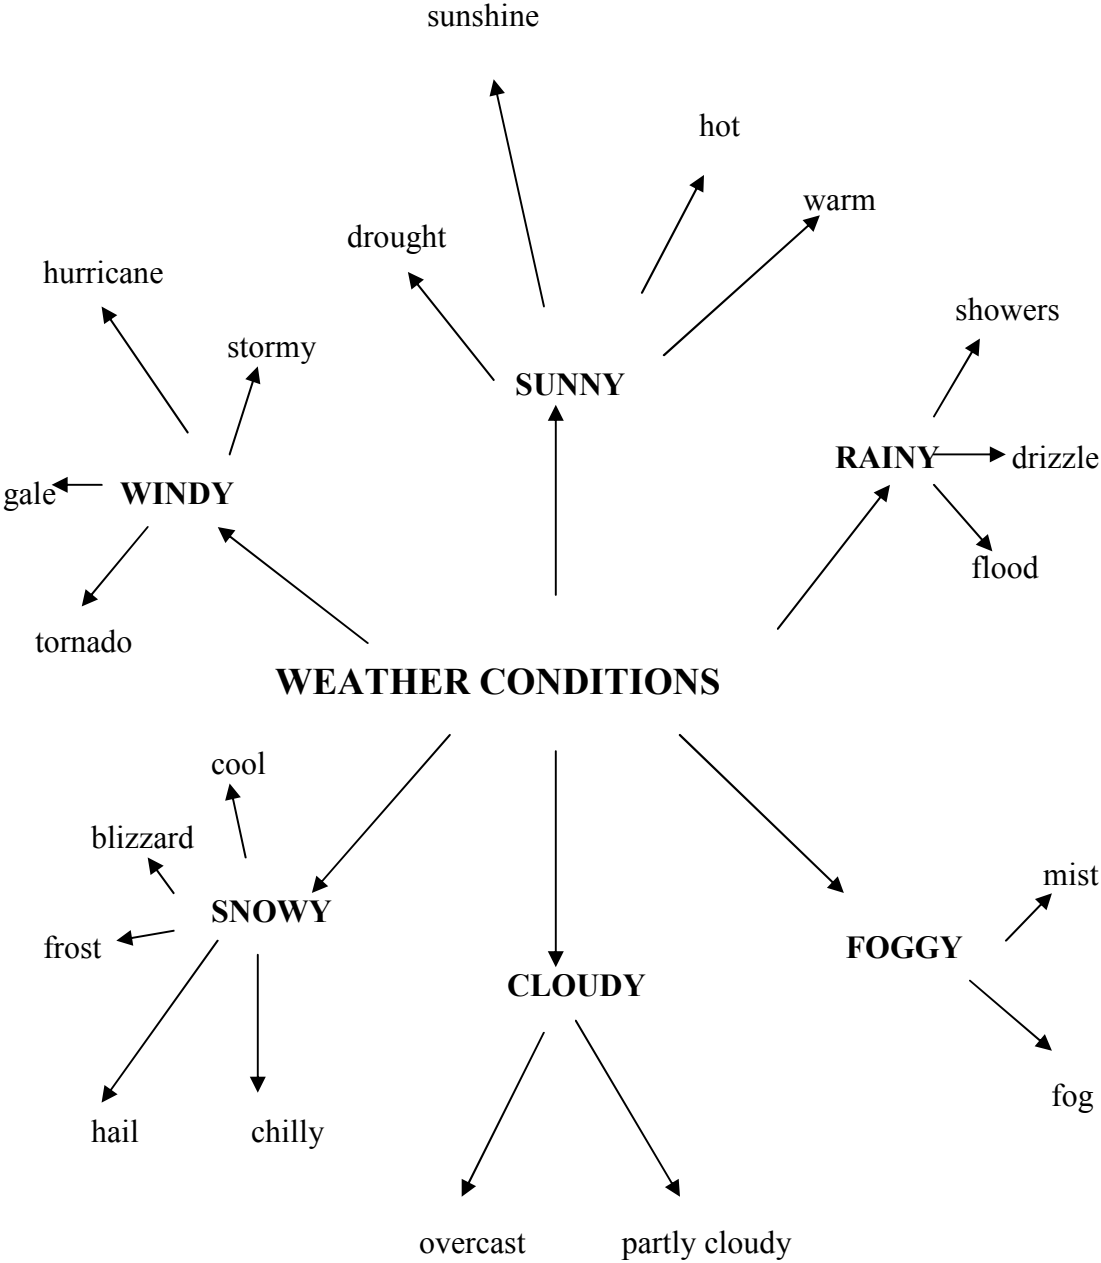 sunshine
hot
warm
drought
hurricane
showers
stormy
SUNNY
RAINY
drizzle
gale
WINDY
flood
tornado
WEATHER CONDITIONS
cool
blizzard
mist
SNOWY
frost
FOGGY
CLOUDY
fog
hail
chilly
overcast
partly cloudy